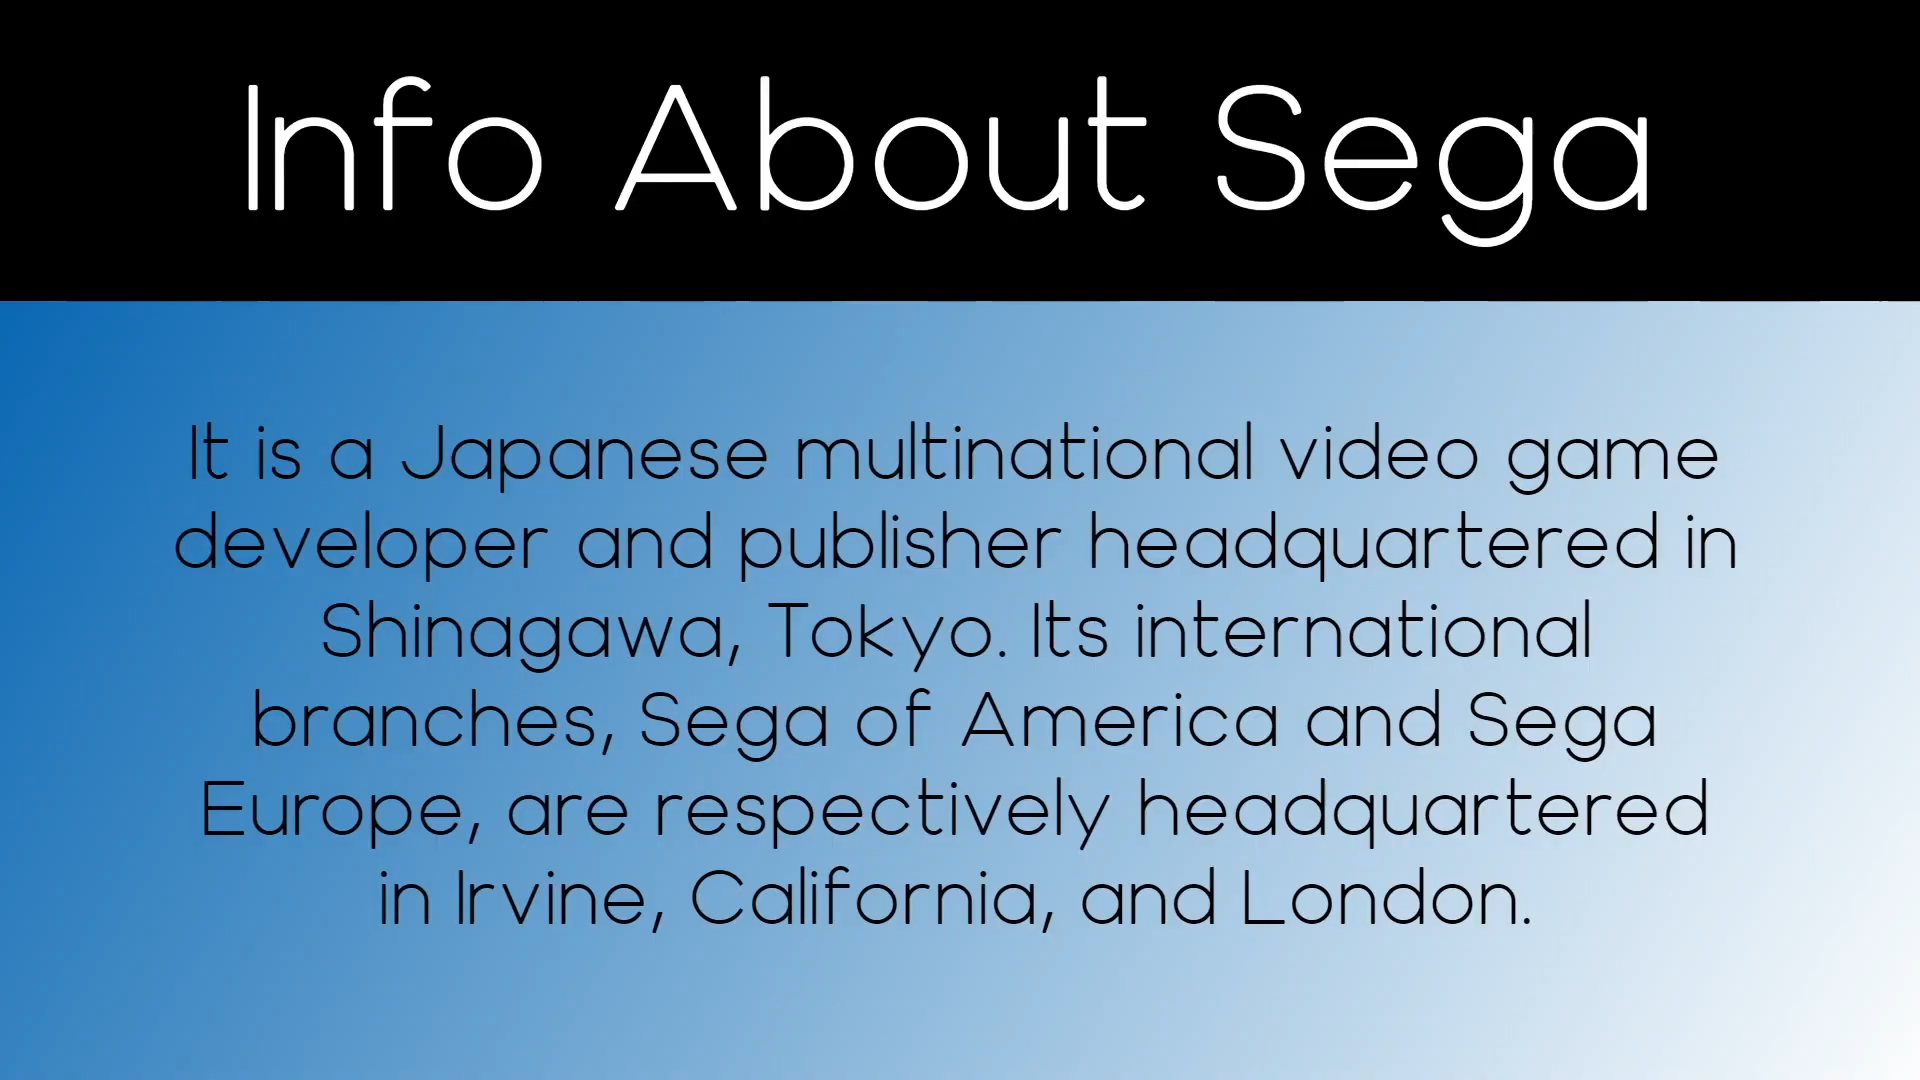 Info About Sega
It is a Japanese multinational video game
developer and publisher headquartered in
Shinagawa, Tokyo. Its international
branches, Sega of America and Sega
Europe, are respectively headquartered
in Irvine, California, and London.